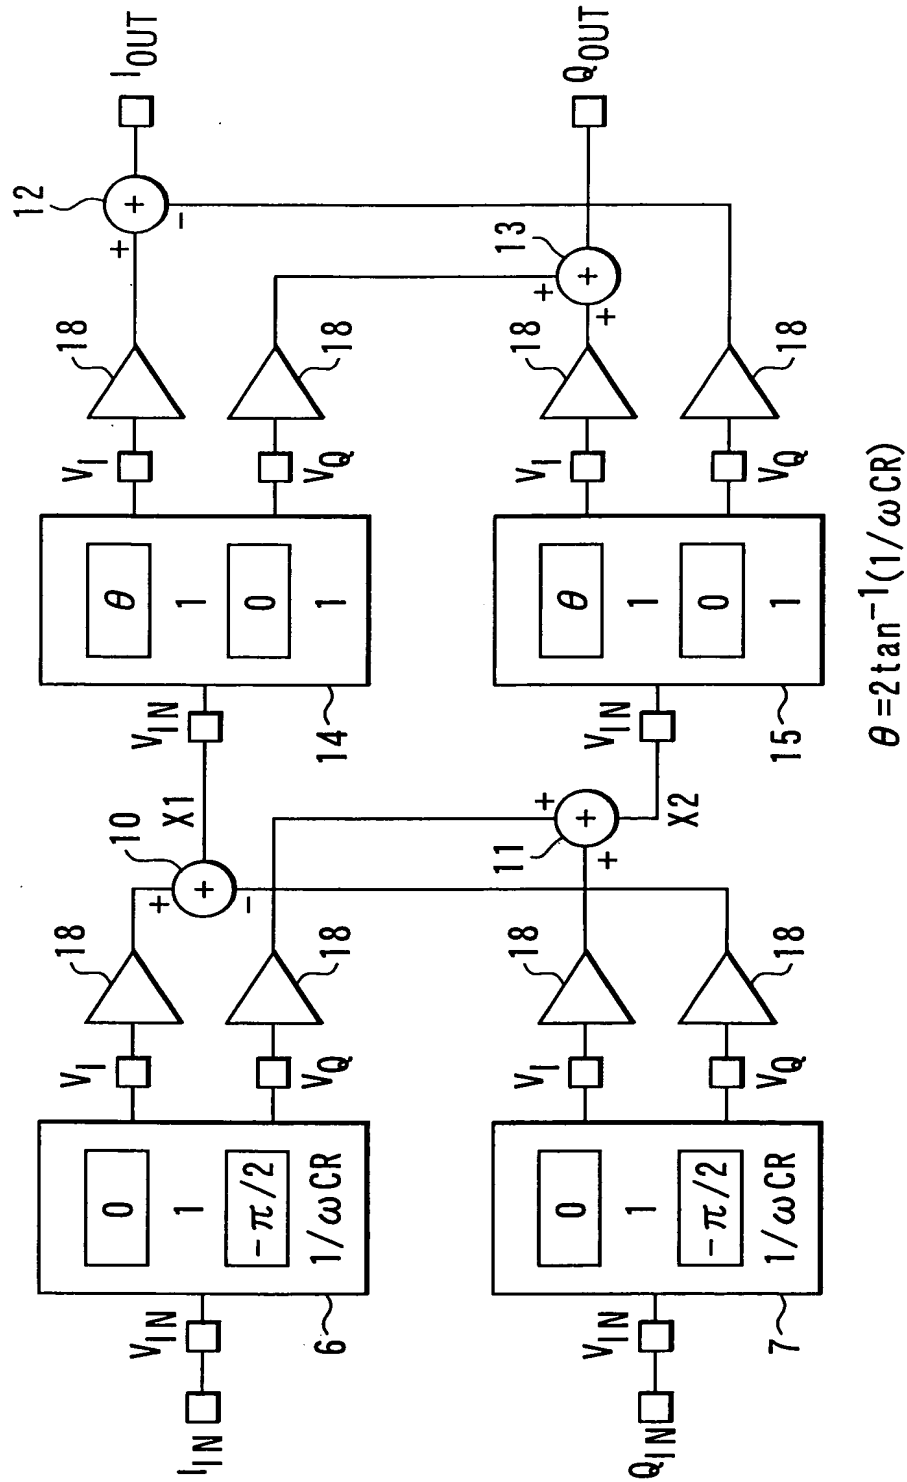 I_IN
V_IN
6
0
1
-π/2
1/ωCR
V_I
V_Q
18
18
+
-
+
10
X1
V_IN
14
θ
1
0
1
V_I
V_Q
18
18
+
-
+
12
I_OUT
Q_IN
V_IN
7
0
1
-π/2
1/ωCR
V_I
V_Q
18
18
+
+
+
11
X2
V_IN
15
θ
1
0
1
V_I
V_Q
18
18
+
+
+
13
Q_OUT
θ=2tan⁻¹(1/ωCR)